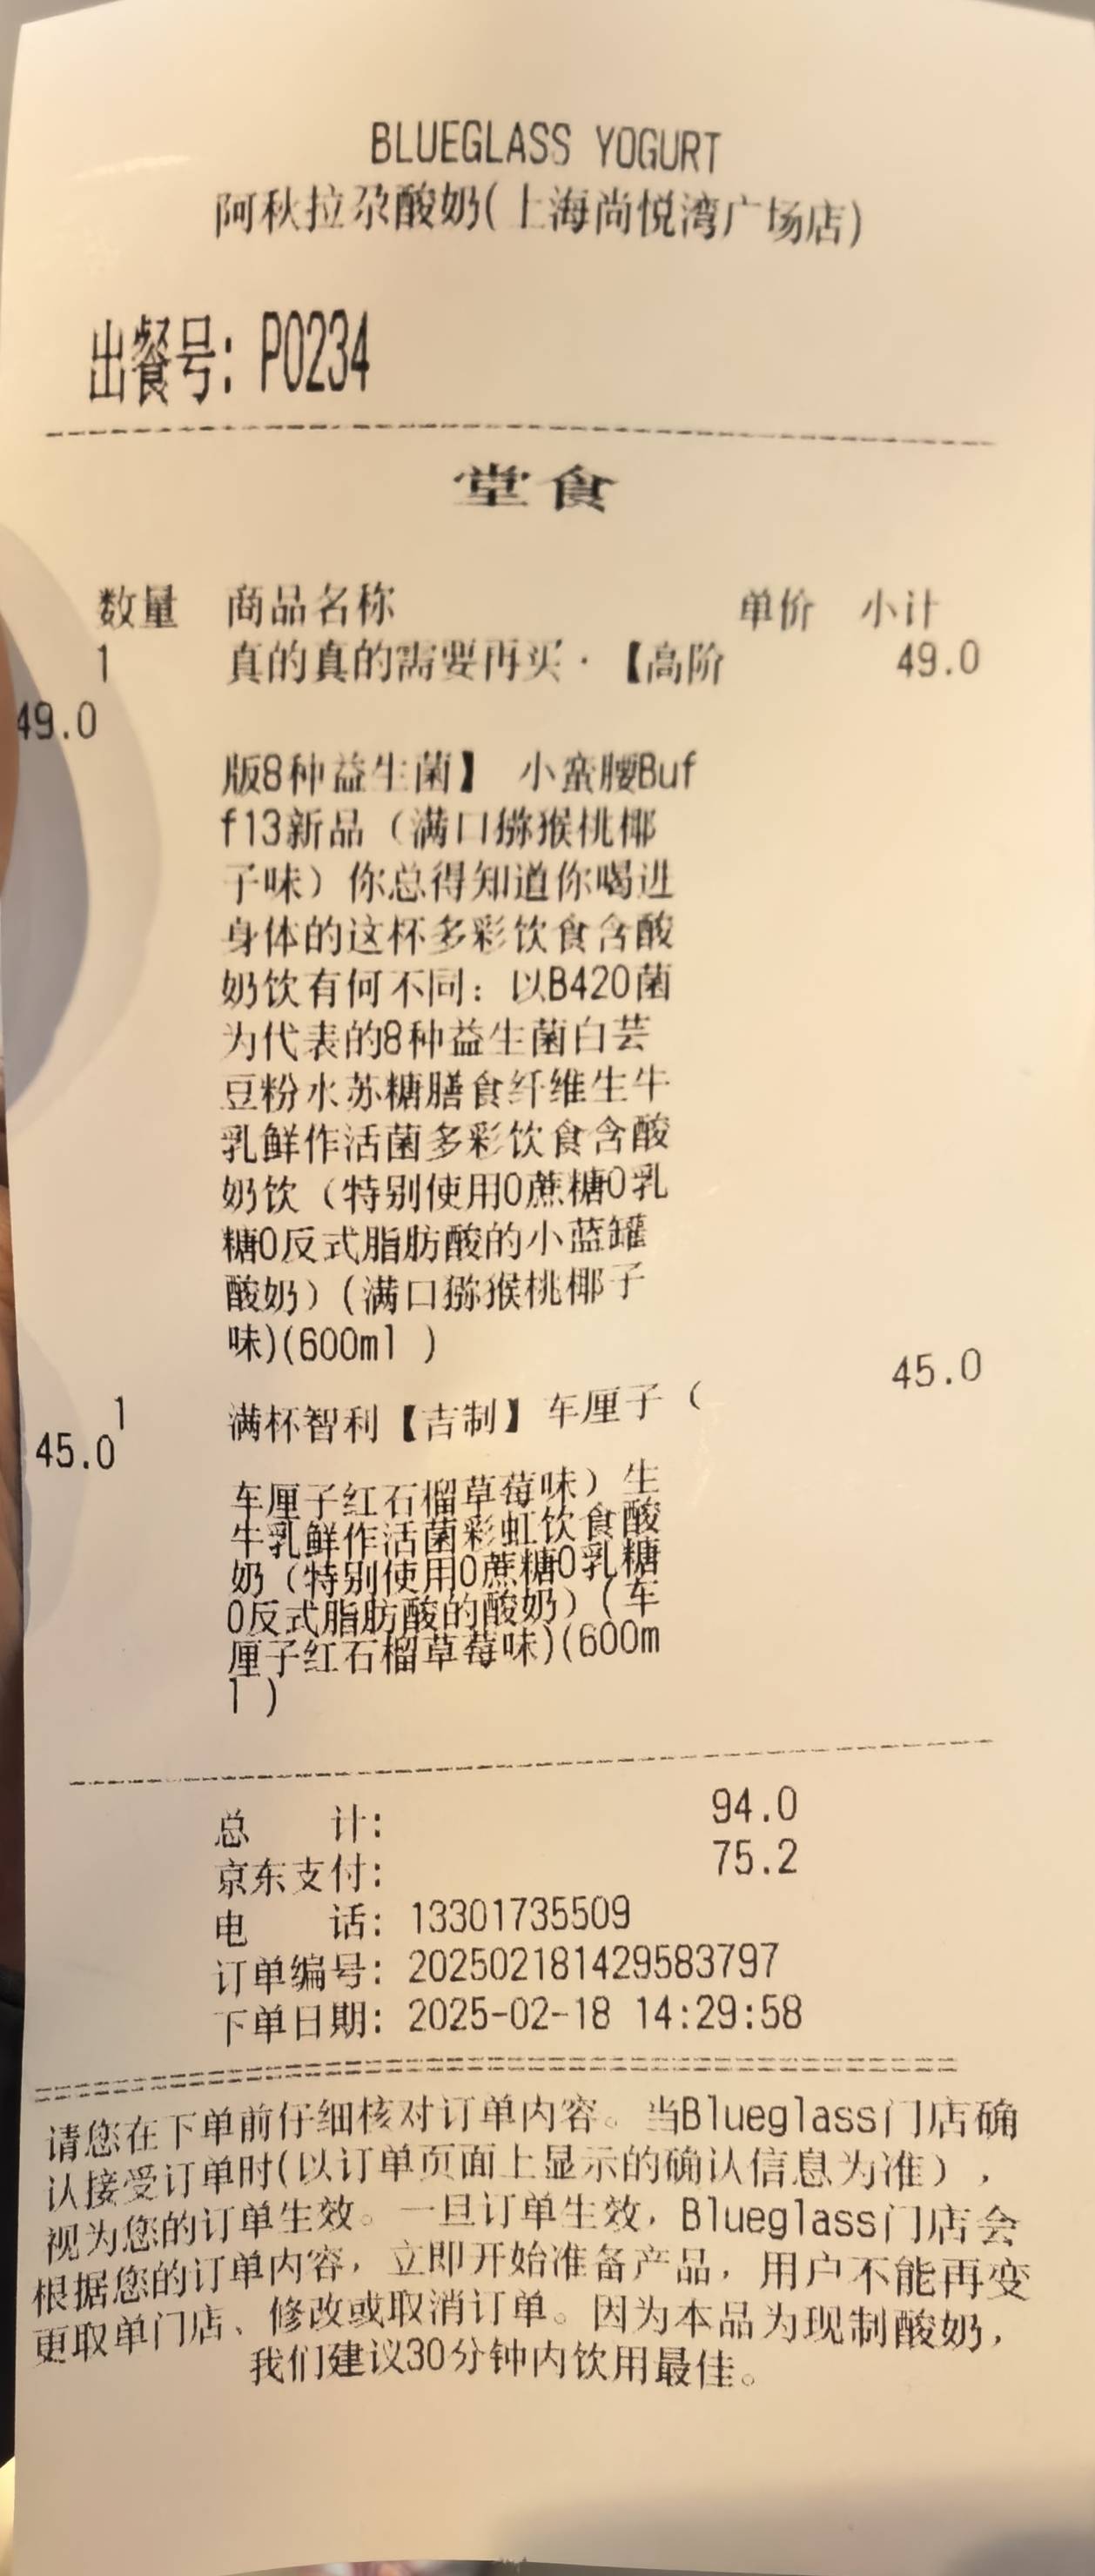 BLUEGLASS YOGURT
阿秋拉尕酸奶(上海尚悦湾广场店)
出餐号: P0234
堂食
数量 商品名称 单价 小计
1 真的真的需要再买·【高阶 49.0
49.0
版8种益生菌】 小蛮腰Buf
f13新品（满口猕猴桃椰
子味）你总得知道你喝进
身体的这杯多彩饮食含酸
奶饮有何不同: 以B420菌
为代表的8种益生菌白芸
豆粉水苏糖膳食纤维生牛
乳鲜作活菌多彩饮食含酸
奶饮（特别使用0蔗糖0乳
糖0反式脂肪酸的小蓝罐
酸奶）(满口猕猴桃椰子
味)(600ml )
1 满杯智利【吉制】车厘子（ 45.0
45.0
车厘子红石榴草莓味）生
牛乳鲜作活菌彩虹饮食酸
奶（特别使用0蔗糖0乳糖
0反式脂肪酸的酸奶）(车
厘子红石榴草莓味)(600m
l )
总 计: 94.0
京东支付: 75.2
电 话: 13301735509
订单编号: 202502181429583797
下单日期: 2025-02-18 14:29:58
请您在下单前仔细核对订单内容。当Blueglass门店确
认接受订单时(以订单页面上显示的确认信息为准)，
视为您的订单生效。一旦订单生效，Blueglass门店会
根据您的订单内容，立即开始准备产品，用户不能再变
更取单门店、修改或取消订单。因为本品为现制酸奶，
我们建议30分钟内饮用最佳。